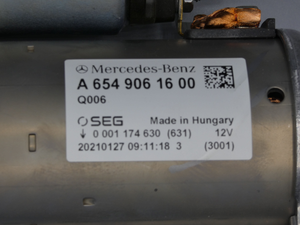 Mercedes-Benz
A 654 906 16 00
Q006
SEG Made in Hungary
0 001 174 630 (631) 12V
20210127 09:11:18 3 (3001)